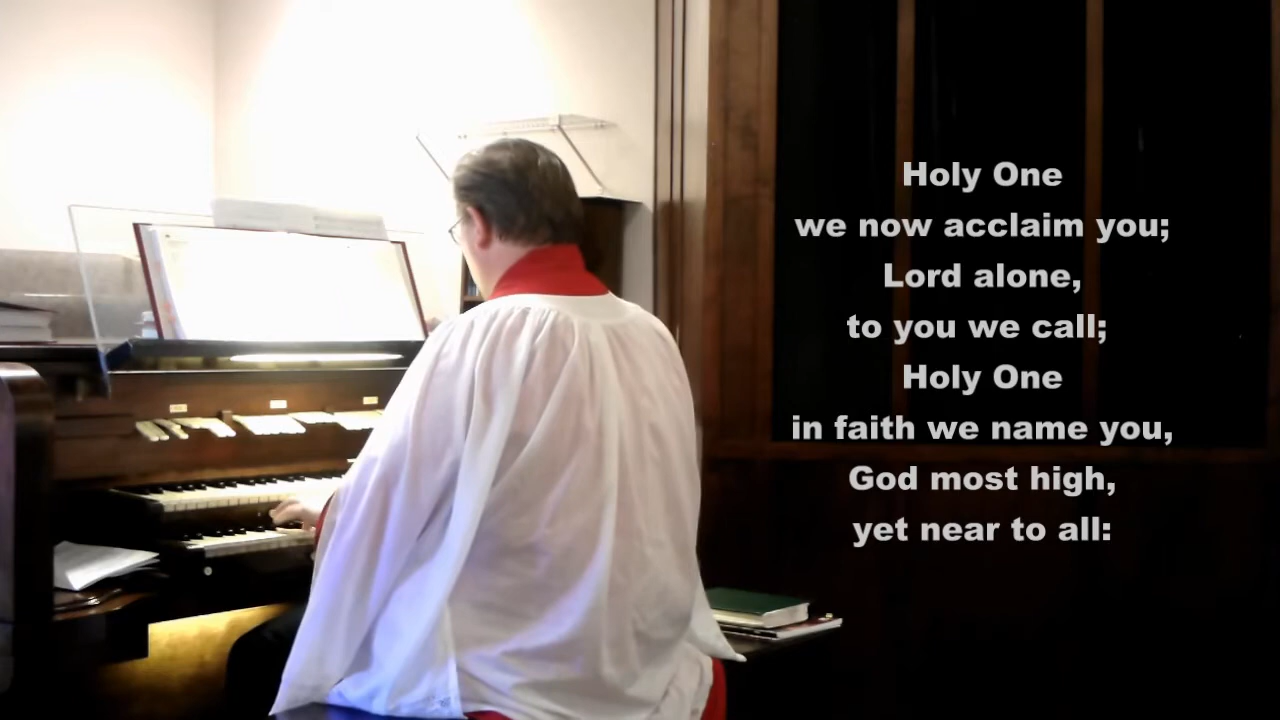 Holy One
we now acclaim you;
Lord alone,
to you we call;
Holy One
in faith we name you,
God most high,
yet near to all: